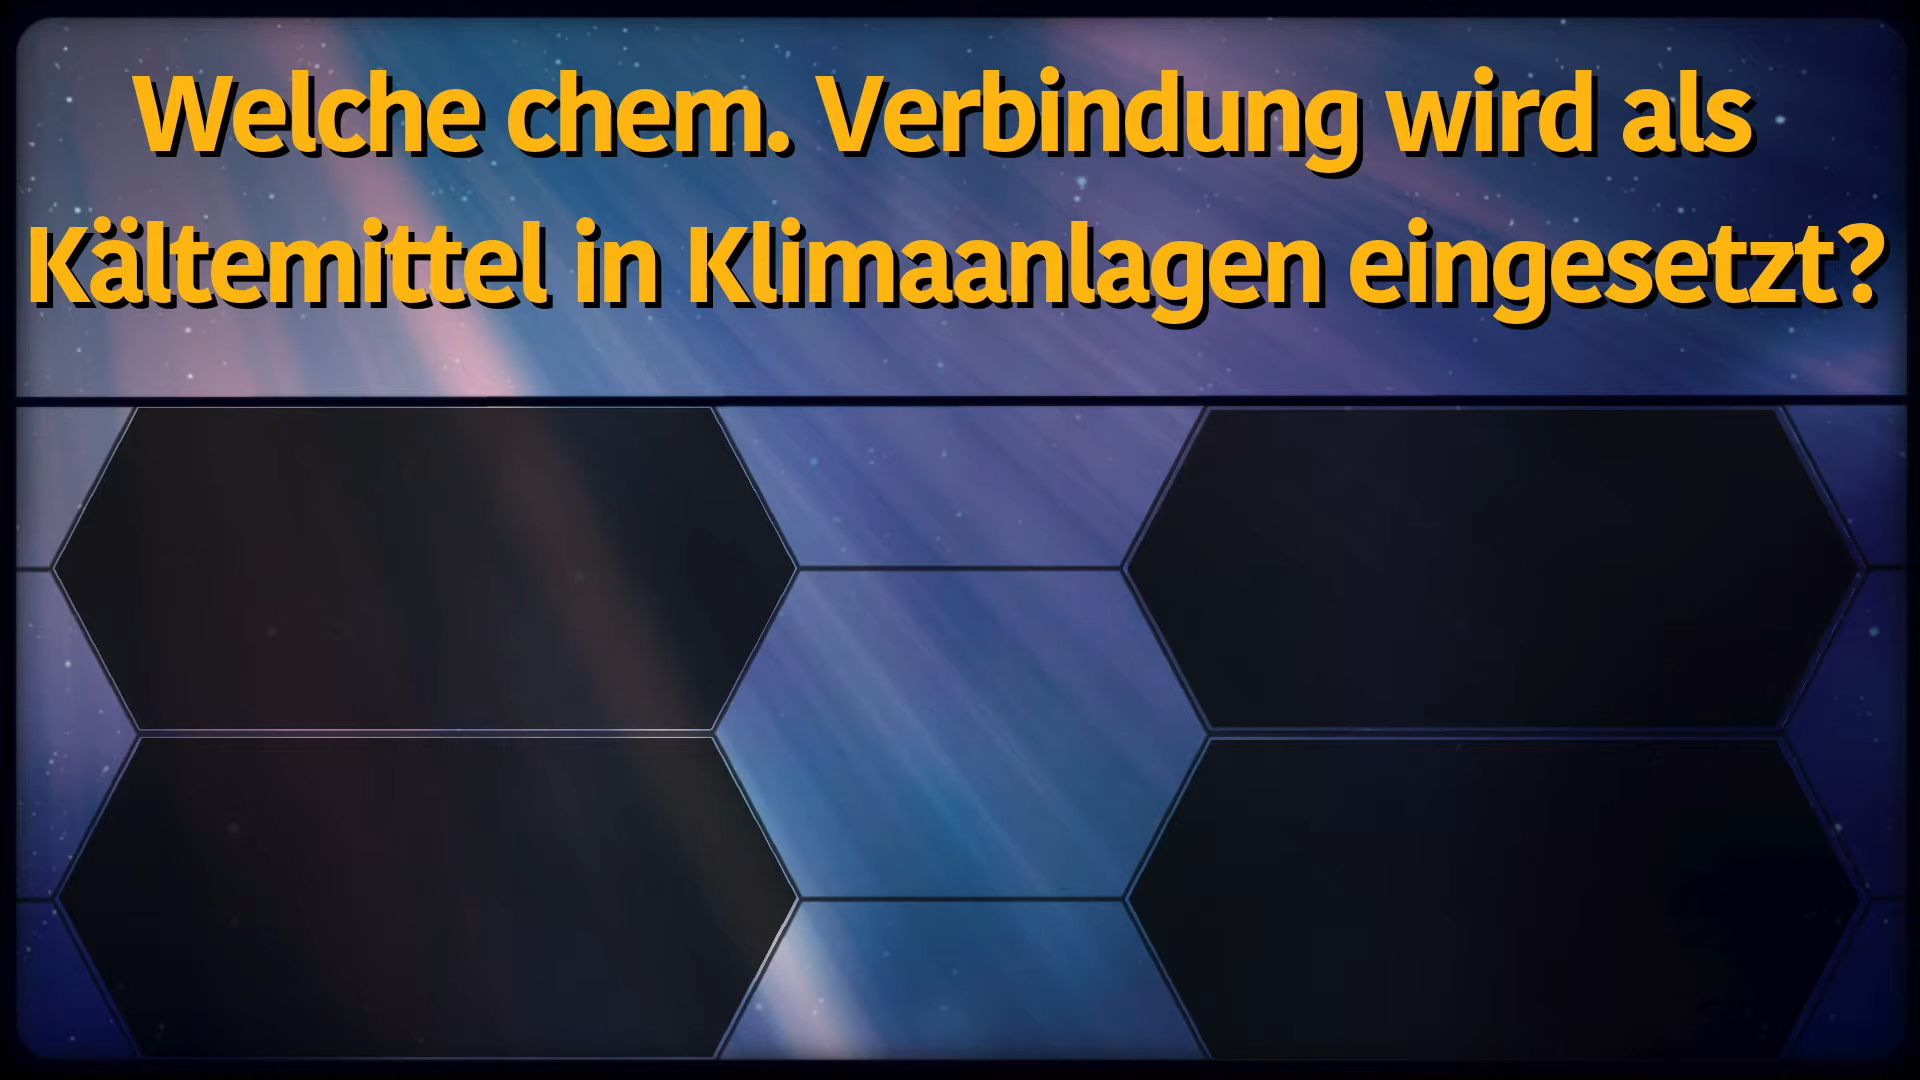 Welche chem. Verbindung wird als
Kältemittel in Klimaanlagen eingesetzt?